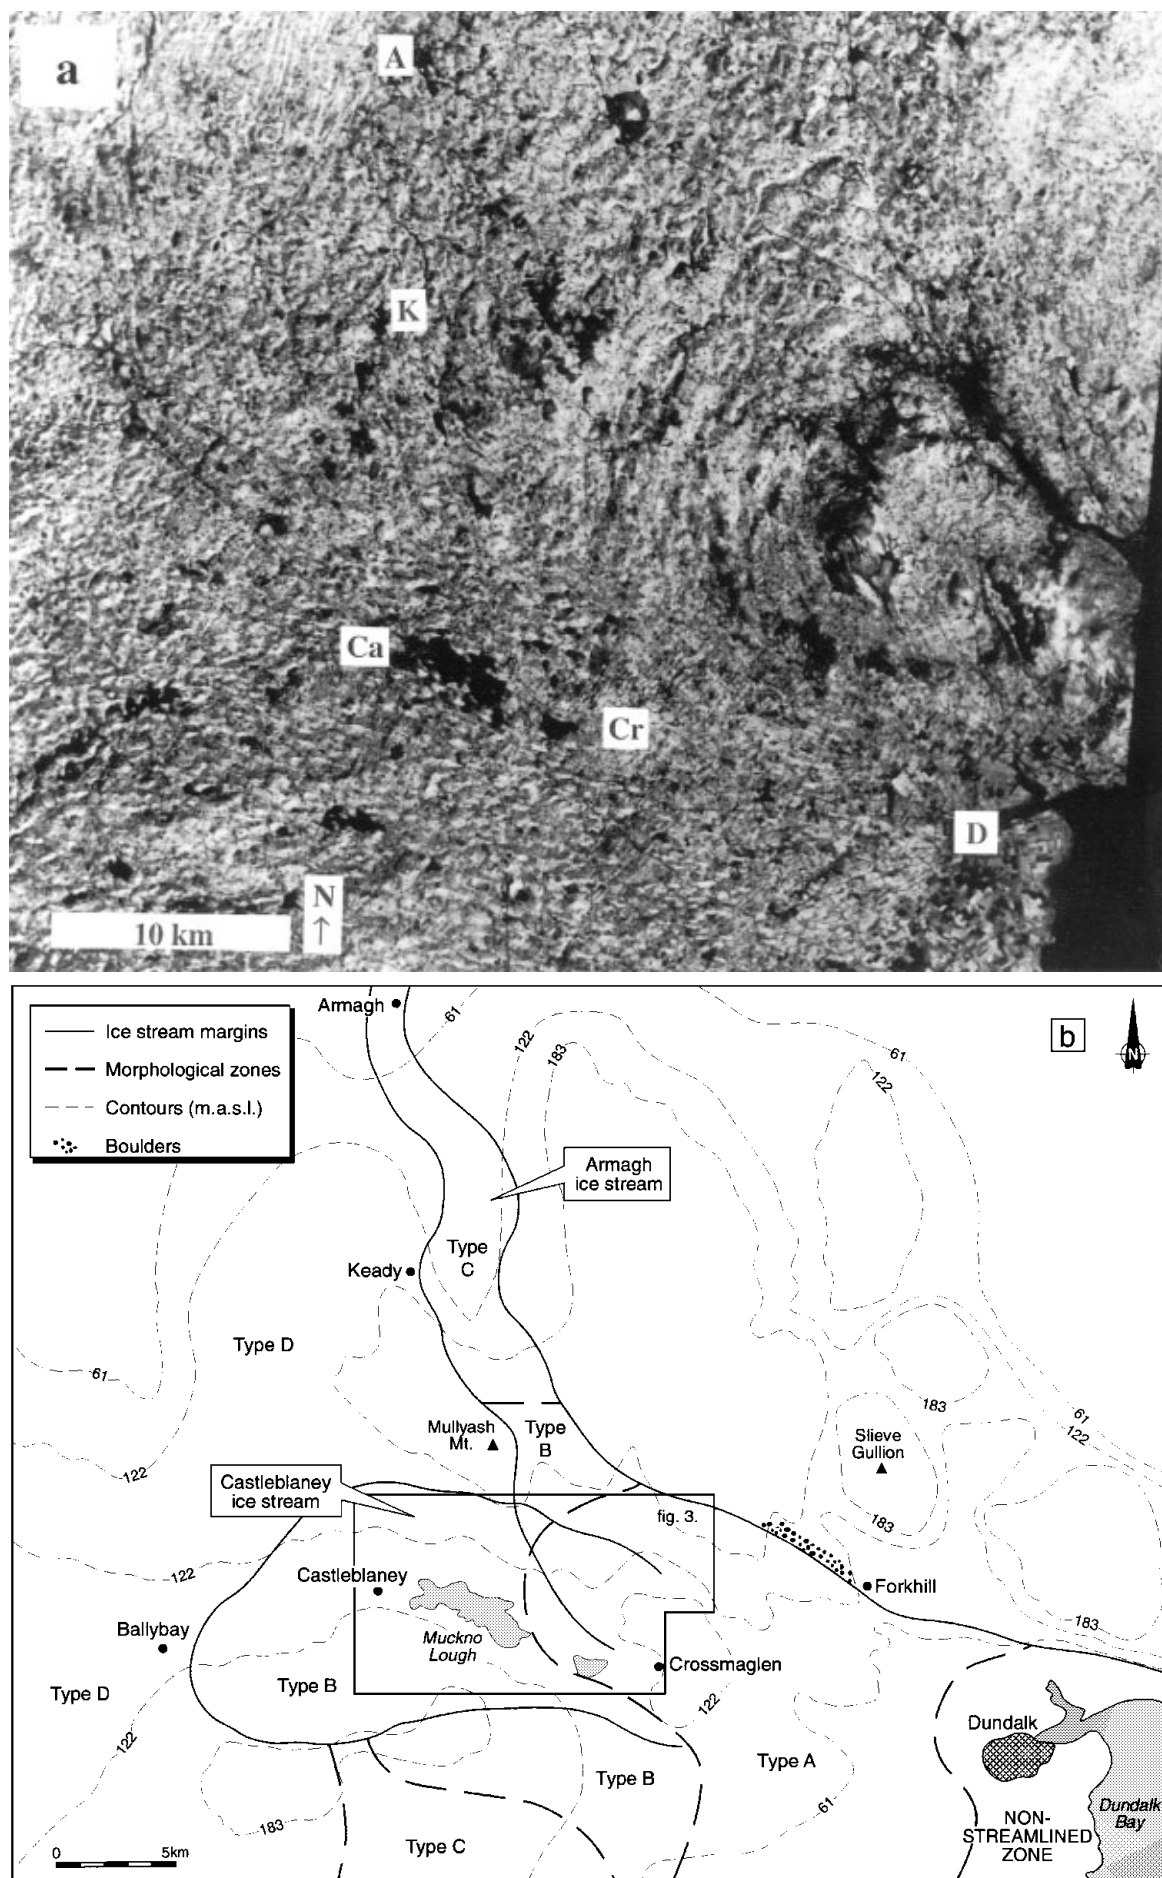 a
A
K
Ca
Cr
D
N
↑
10 km
b
N
Ice stream margins
Morphological zones
Contours (m.a.s.l.)
Boulders
Armagh
61
122
183
61
122
Armagh
ice stream
Type
C
Keady
Type D
61
122
Mullyash
Mt.
Type
B
183
Slieve
Gullion
61
122
Castleblaney
ice stream
fig. 3.
183
122
Castleblaney
Forkhill
Ballybay
Muckno
Lough
Crossmaglen
183
Type D
Type B
122
122
Dundalk
Type A
Type B
61
183
Type C
Dundalk
Bay
NON-
STREAMLINED
ZONE
0 5km